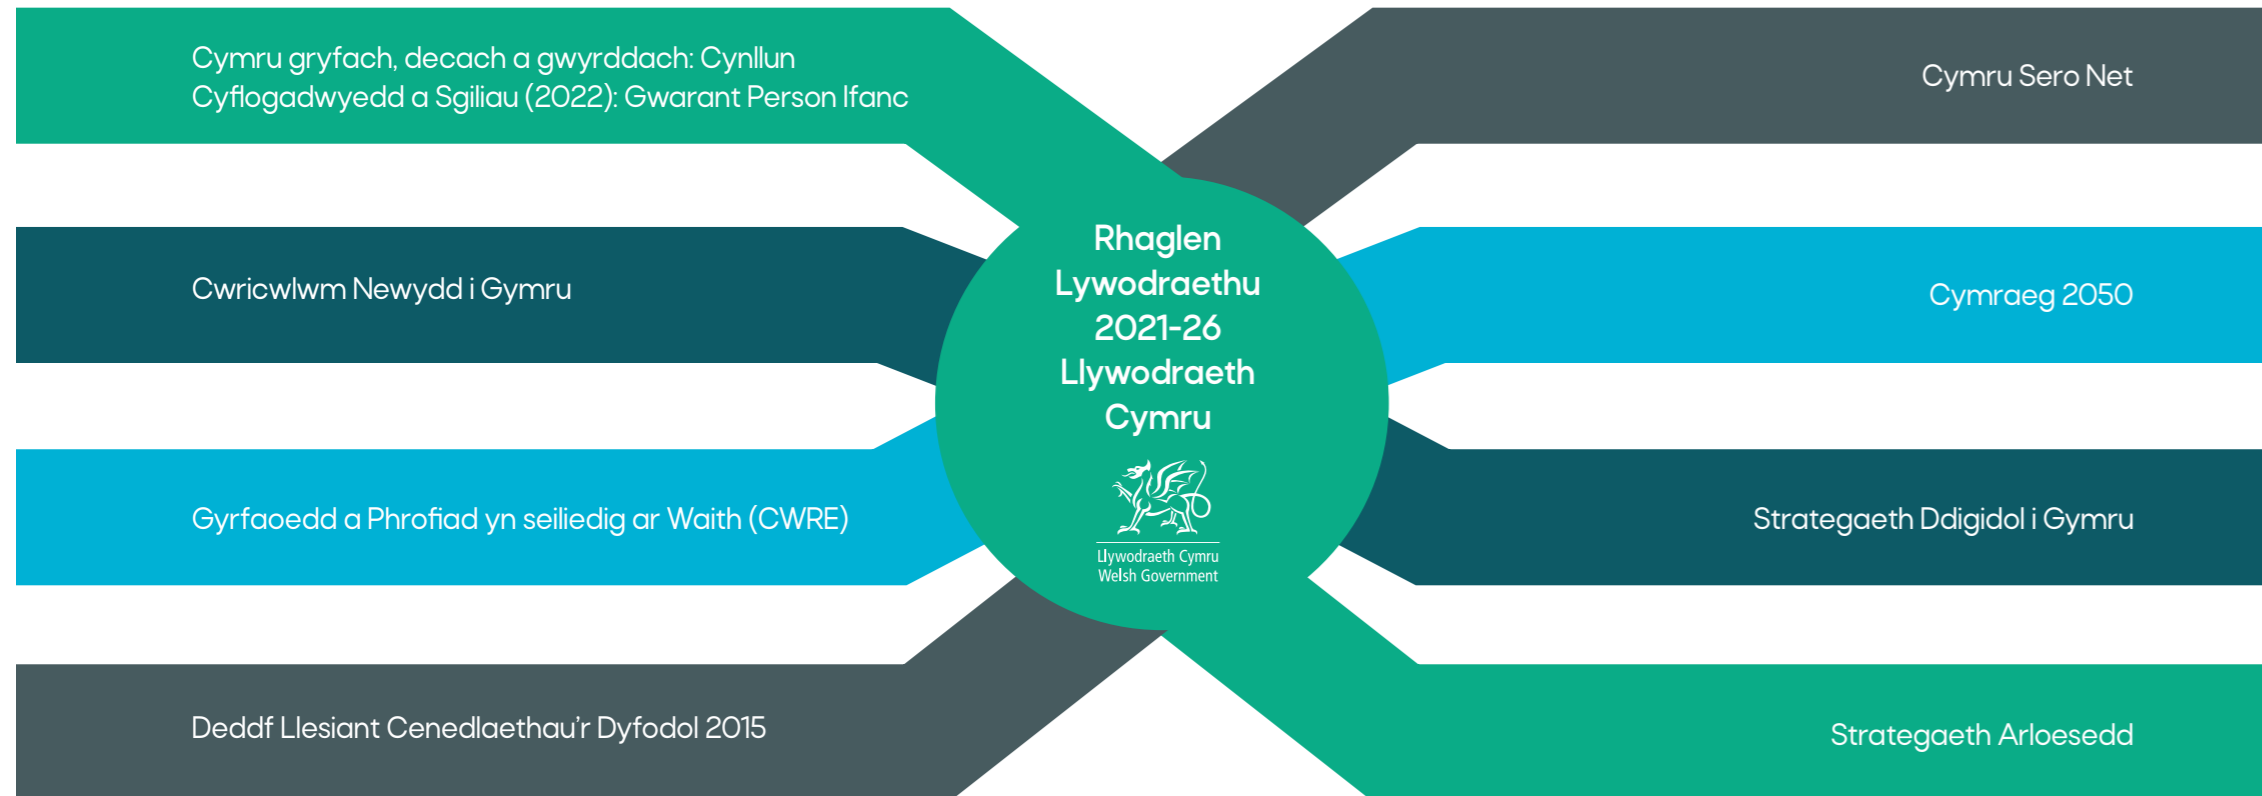 Cymru gryfach, decach a gwyrddach: Cynllun
Cyflogadwyedd a Sgiliau (2022): Gwarant Person Ifanc
Cwricwlwm Newydd i Gymru
Gyrfaoedd a Phrofiad yn seiliedig ar Waith (CWRE)
Deddf Llesiant Cenedlaethau'r Dyfodol 2015
Rhaglen
Lywodraethu
2021-26
Llywodraeth
Cymru
Llywodraeth Cymru
Welsh Government
Cymru Sero Net
Cymraeg 2050
Strategaeth Ddigidol i Gymru
Strategaeth Arloesedd